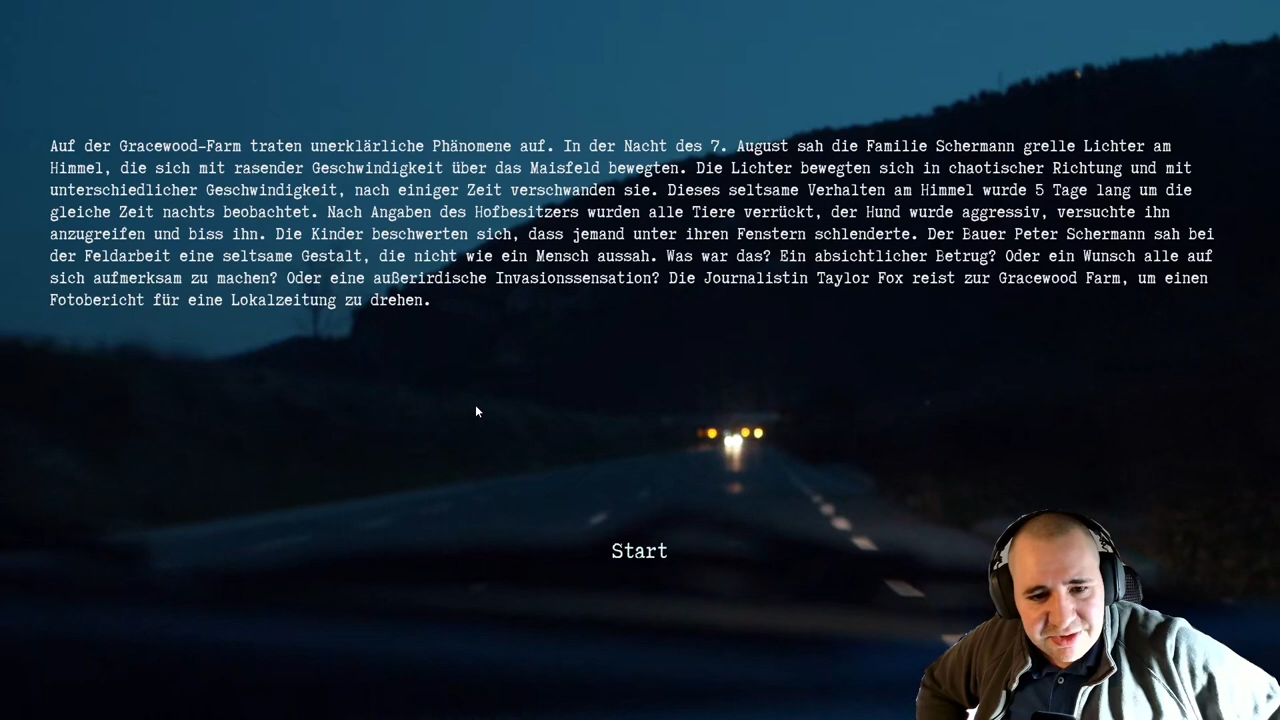 Auf der Gracewood-Farm traten unerklärliche Phänomene auf. In der Nacht des 7. August sah die Familie Schermann grelle Lichter am
Himmel, die sich mit rasender Geschwindigkeit über das Maisfeld bewegten. Die Lichter bewegten sich in chaotischer Richtung und mit
unterschiedlicher Geschwindigkeit, nach einiger Zeit verschwanden sie. Dieses seltsame Verhalten am Himmel wurde 5 Tage lang um die
gleiche Zeit nachts beobachtet. Nach Angaben des Hofbesitzers wurden alle Tiere verrückt, der Hund wurde aggressiv, versuchte ihn
anzugreifen und biss ihn. Die Kinder beschwerten sich, dass jemand unter ihren Fenstern schlenderte. Der Bauer Peter Schermann sah bei
der Feldarbeit eine seltsame Gestalt, die nicht wie ein Mensch aussah. Was war das? Ein absichtlicher Betrug? Oder ein Wunsch alle auf
sich aufmerksam zu machen? Oder eine außerirdische Invasionssensation? Die Journalistin Taylor Fox reist zur Gracewood Farm, um einen
Fotobericht für eine Lokalzeitung zu drehen.
Start